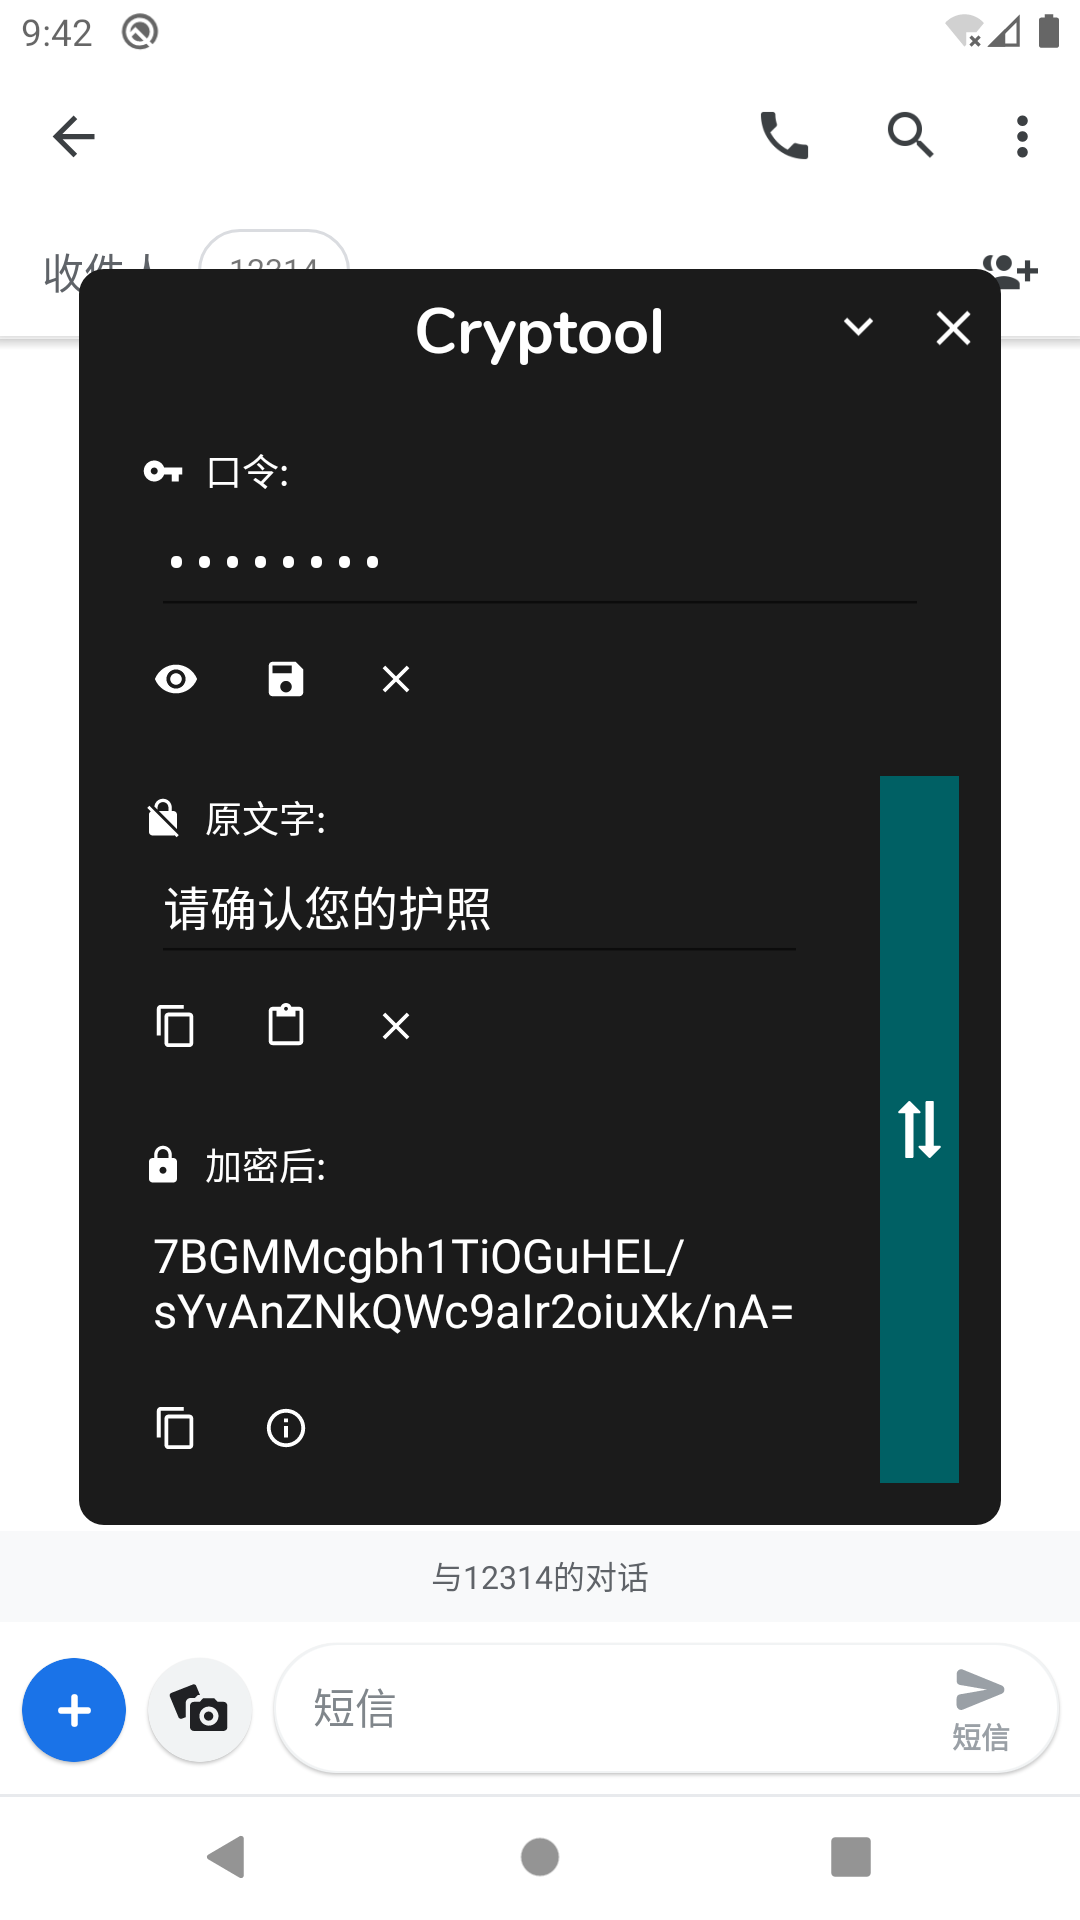 9:42
收件人 12314
Cryptool
口令:
••••••••
原文字:
请确认您的护照
加密后:
7BGMMcgbh1TiOGuHEL/
sYvAnZNkQWc9aIr2oiuXk/nA=
与12314的对话
短信
短信